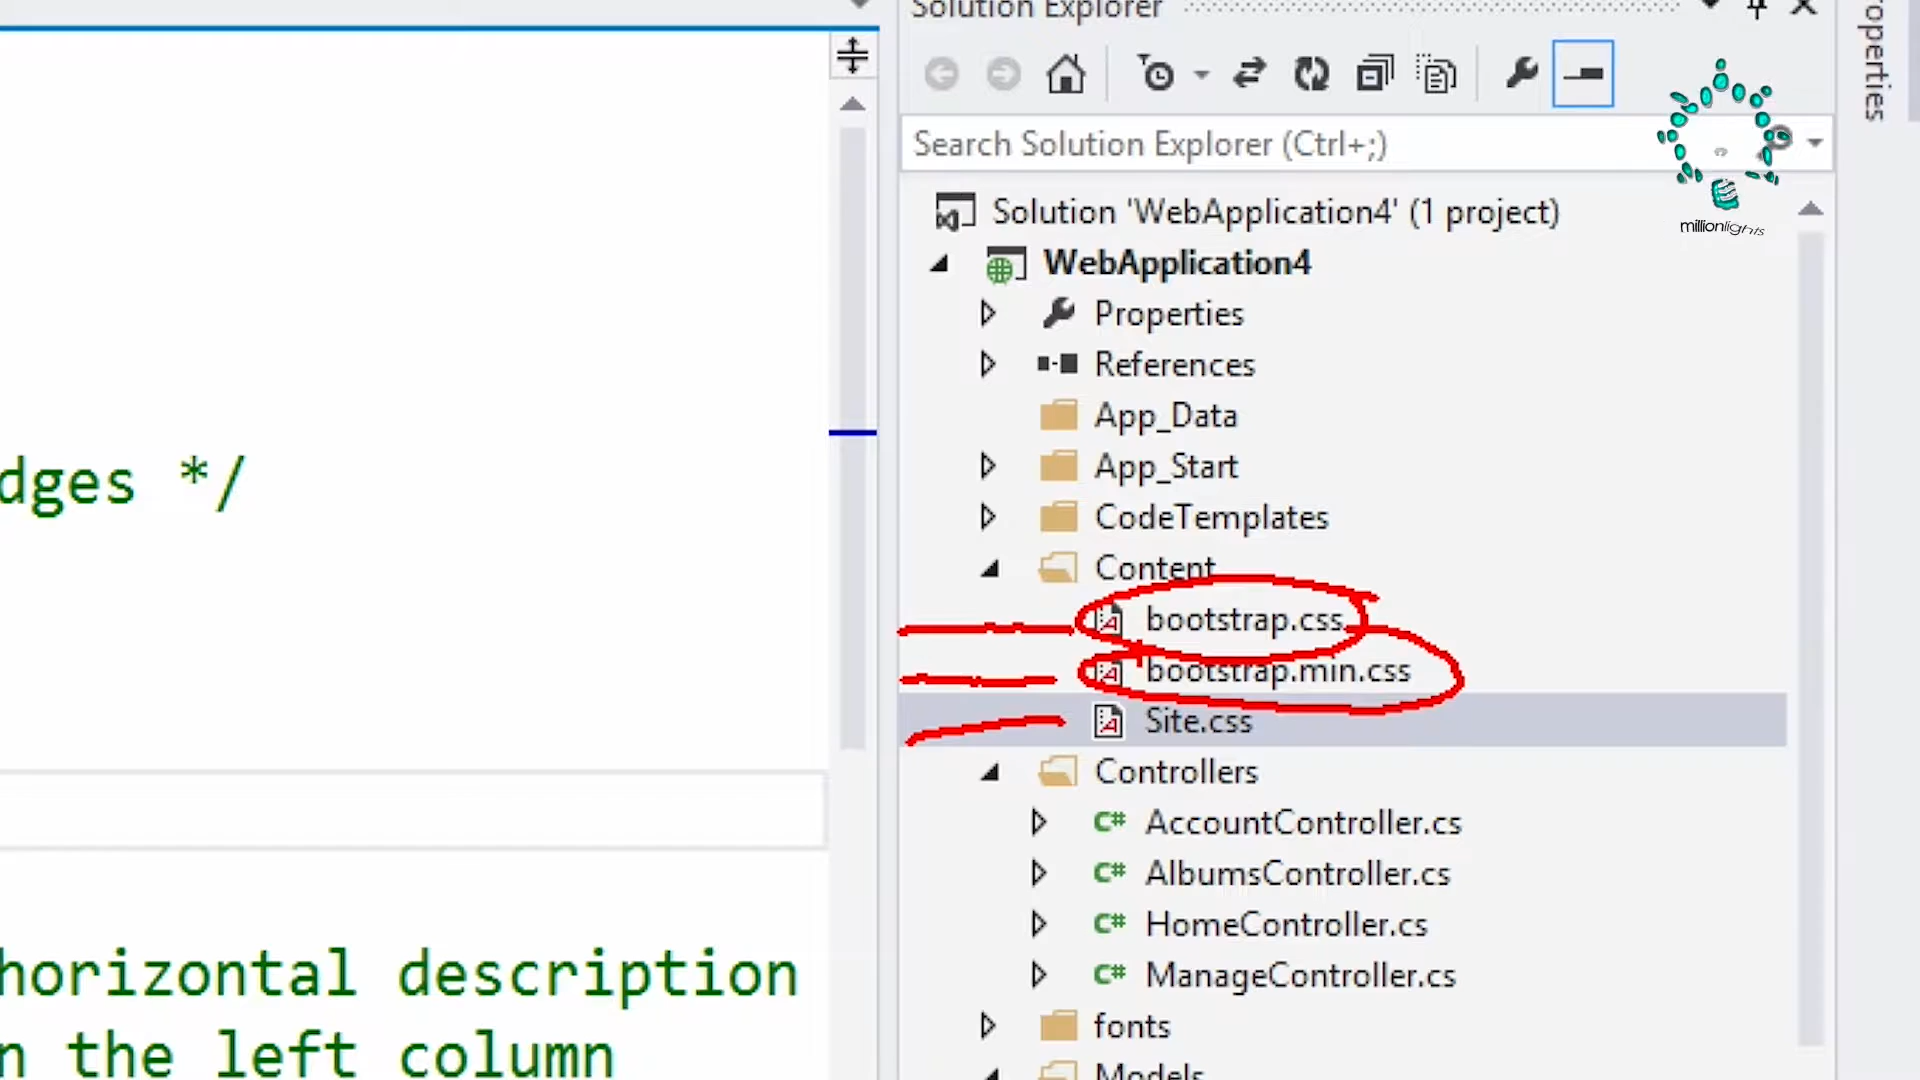 Solution Explorer
Properties
Search Solution Explorer (Ctrl+;)
millionlights
Solution 'WebApplication4' (1 project)
WebApplication4
Properties
References
App_Data
App_Start
CodeTemplates
Content
bootstrap.css
bootstrap.min.css
Site.css
Controllers
C# AccountController.cs
C# AlbumsController.cs
C# HomeController.cs
C# ManageController.cs
fonts
Models
dges */
horizontal description
n the left column